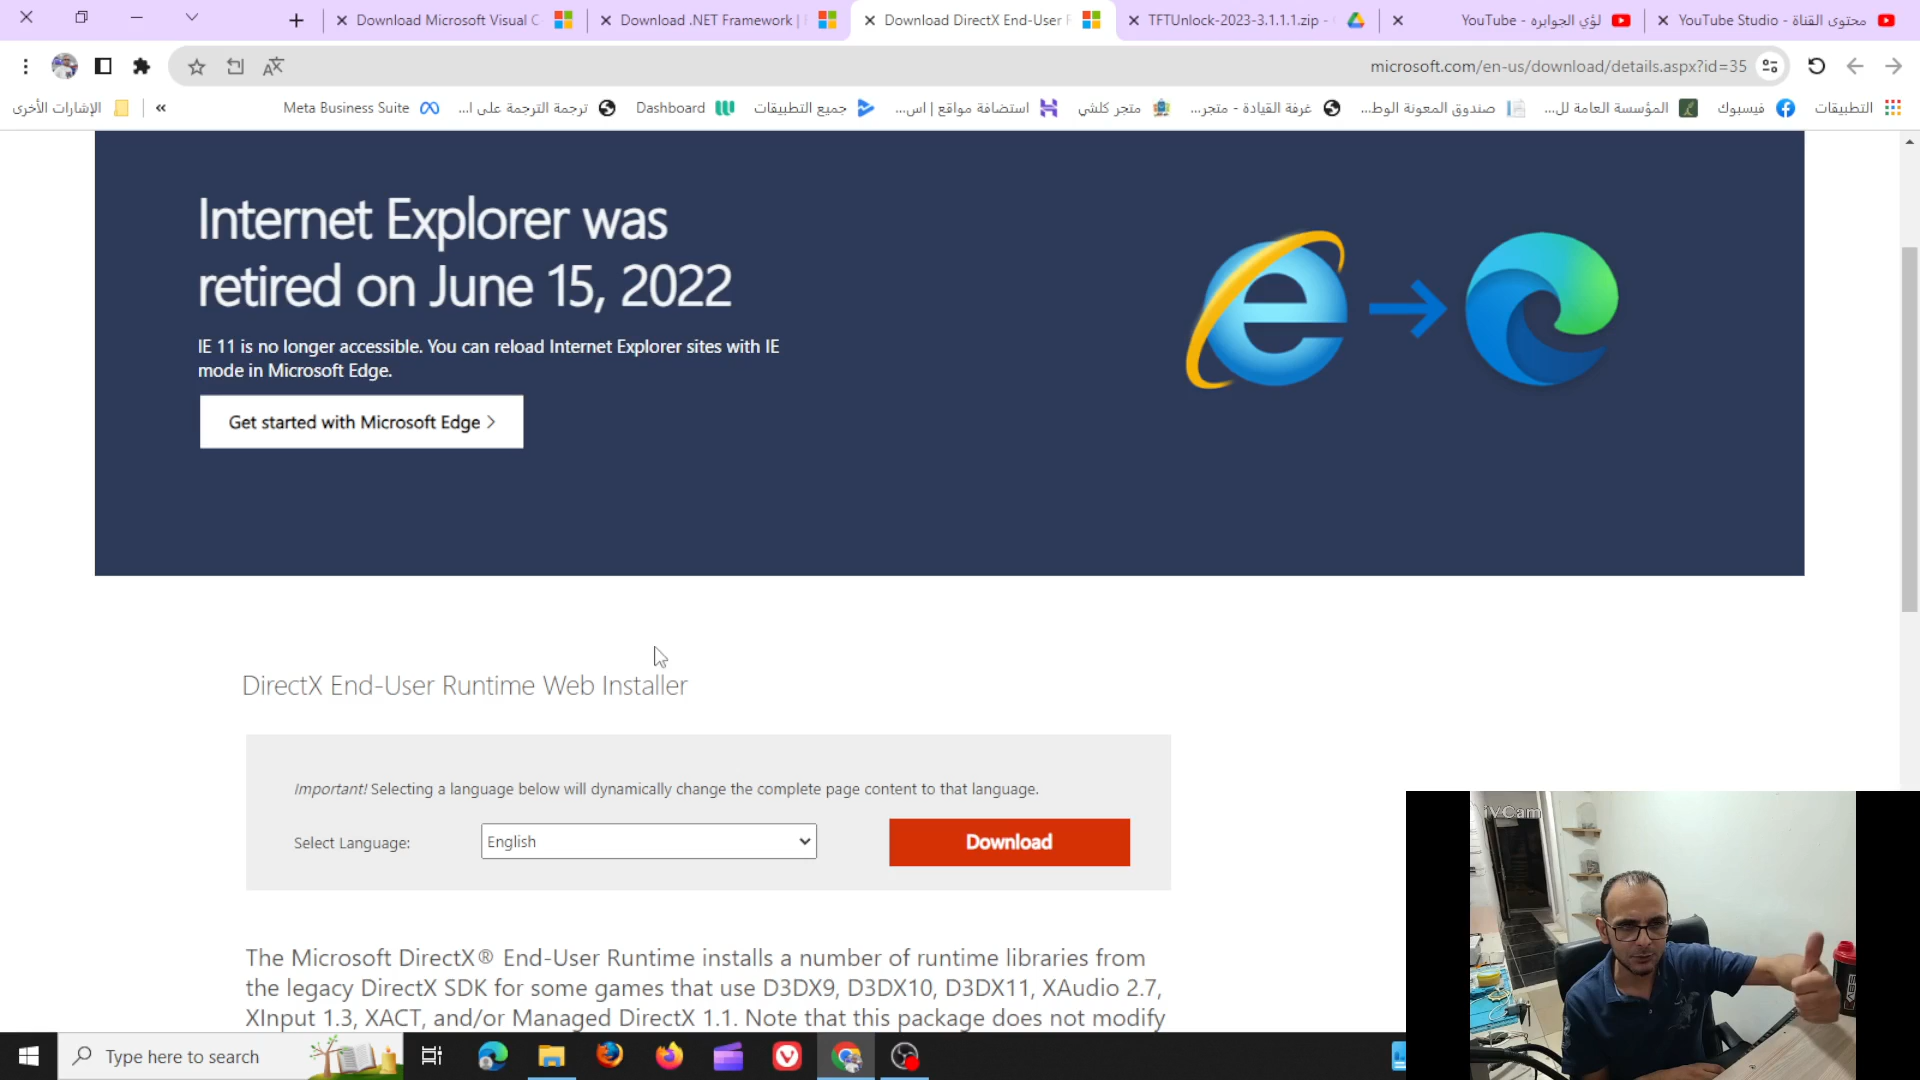 Download Microsoft Visual C
Download .NET Framework |
Download DirectX End-User R
TFTUnlock-2023-3.1.1.1.zip -
لؤي الجوابره - YouTube
محتوى القناة - YouTube Studio
microsoft.com/en-us/download/details.aspx?id=35
الإشارات الأخرى
«
Meta Business Suite
ترجمة الترجمة على ا...
Dashboard
جميع التطبيقات
استضافة مواقع | اس...
متجر كلشي
غرفة القيادة - متجر...
صندوق المعونة الوط...
المؤسسة العامة لل...
فيسبوك
التطبيقات
Internet Explorer was
retired on June 15, 2022
IE 11 is no longer accessible. You can reload Internet Explorer sites with IE
mode in Microsoft Edge.
Get started with Microsoft Edge >
DirectX End-User Runtime Web Installer
Important! Selecting a language below will dynamically change the complete page content to that language.
Select Language:
English
Download
The Microsoft DirectX® End-User Runtime installs a number of runtime libraries from
the legacy DirectX SDK for some games that use D3DX9, D3DX10, D3DX11, XAudio 2.7,
XInput 1.3, XACT, and/or Managed DirectX 1.1. Note that this package does not modify
iVCam
Type here to search